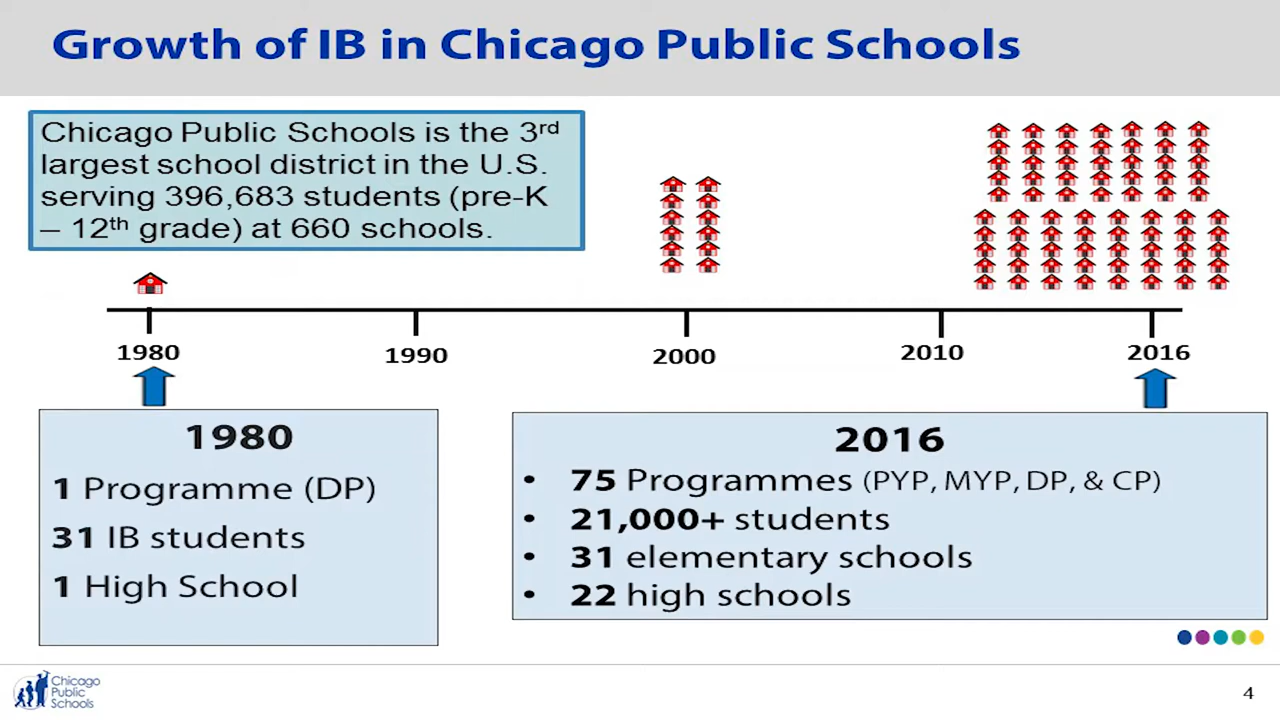 Growth of IB in Chicago Public Schools
Chicago Public Schools is the 3rd
largest school district in the U.S.
serving 396,683 students (pre-K
– 12th grade) at 660 schools.
1980
1990
2000
2010
2016
1980
1 Programme (DP)
31 IB students
1 High School
2016
• 75 Programmes (PYP, MYP, DP, & CP)
• 21,000+ students
• 31 elementary schools
• 22 high schools
Chicago
Public
Schools
4